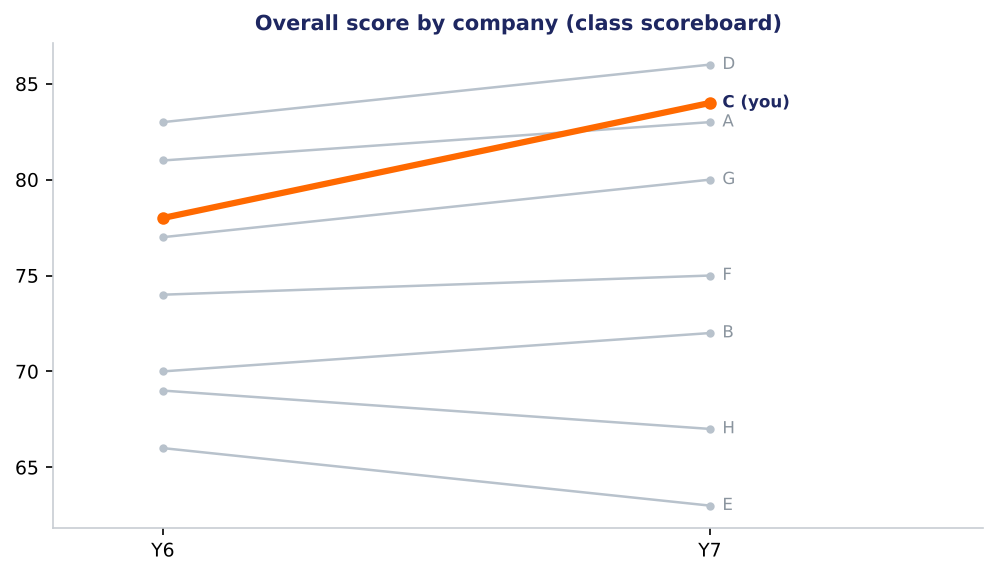 Overall score by company (class scoreboard)
85
80
75
70
65
D
C (you)
A
G
F
B
H
E
Y6
Y7